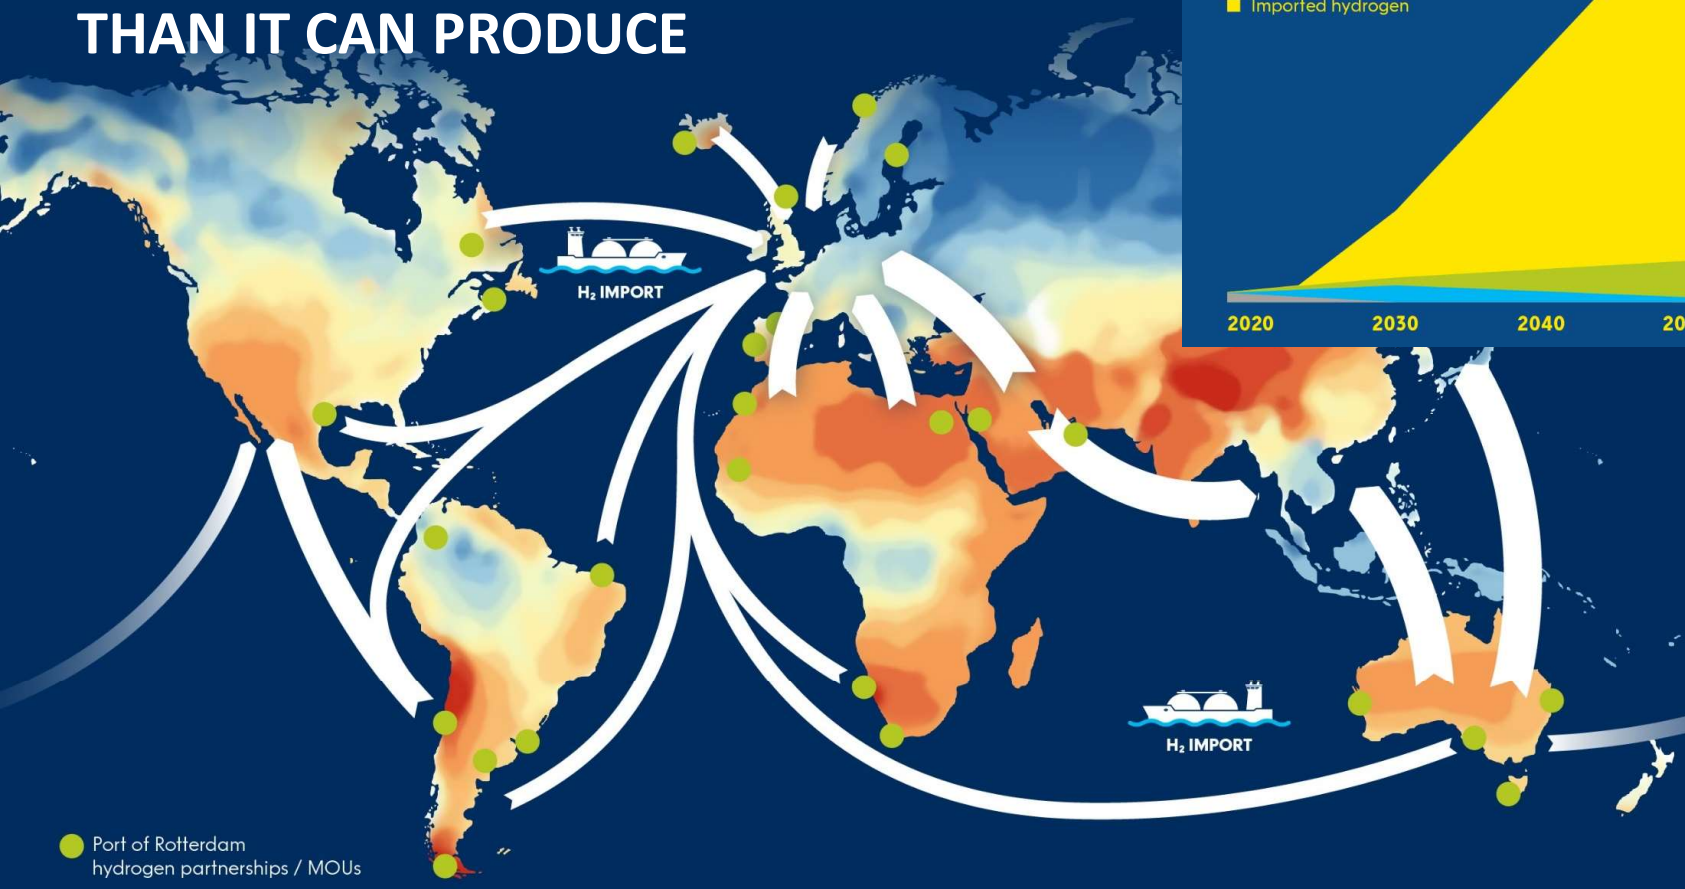 THAN IT CAN PRODUCE
Imported hydrogen
2020
2030
2040
H₂ IMPORT
H₂ IMPORT
Port of Rotterdam
hydrogen partnerships / MOUs